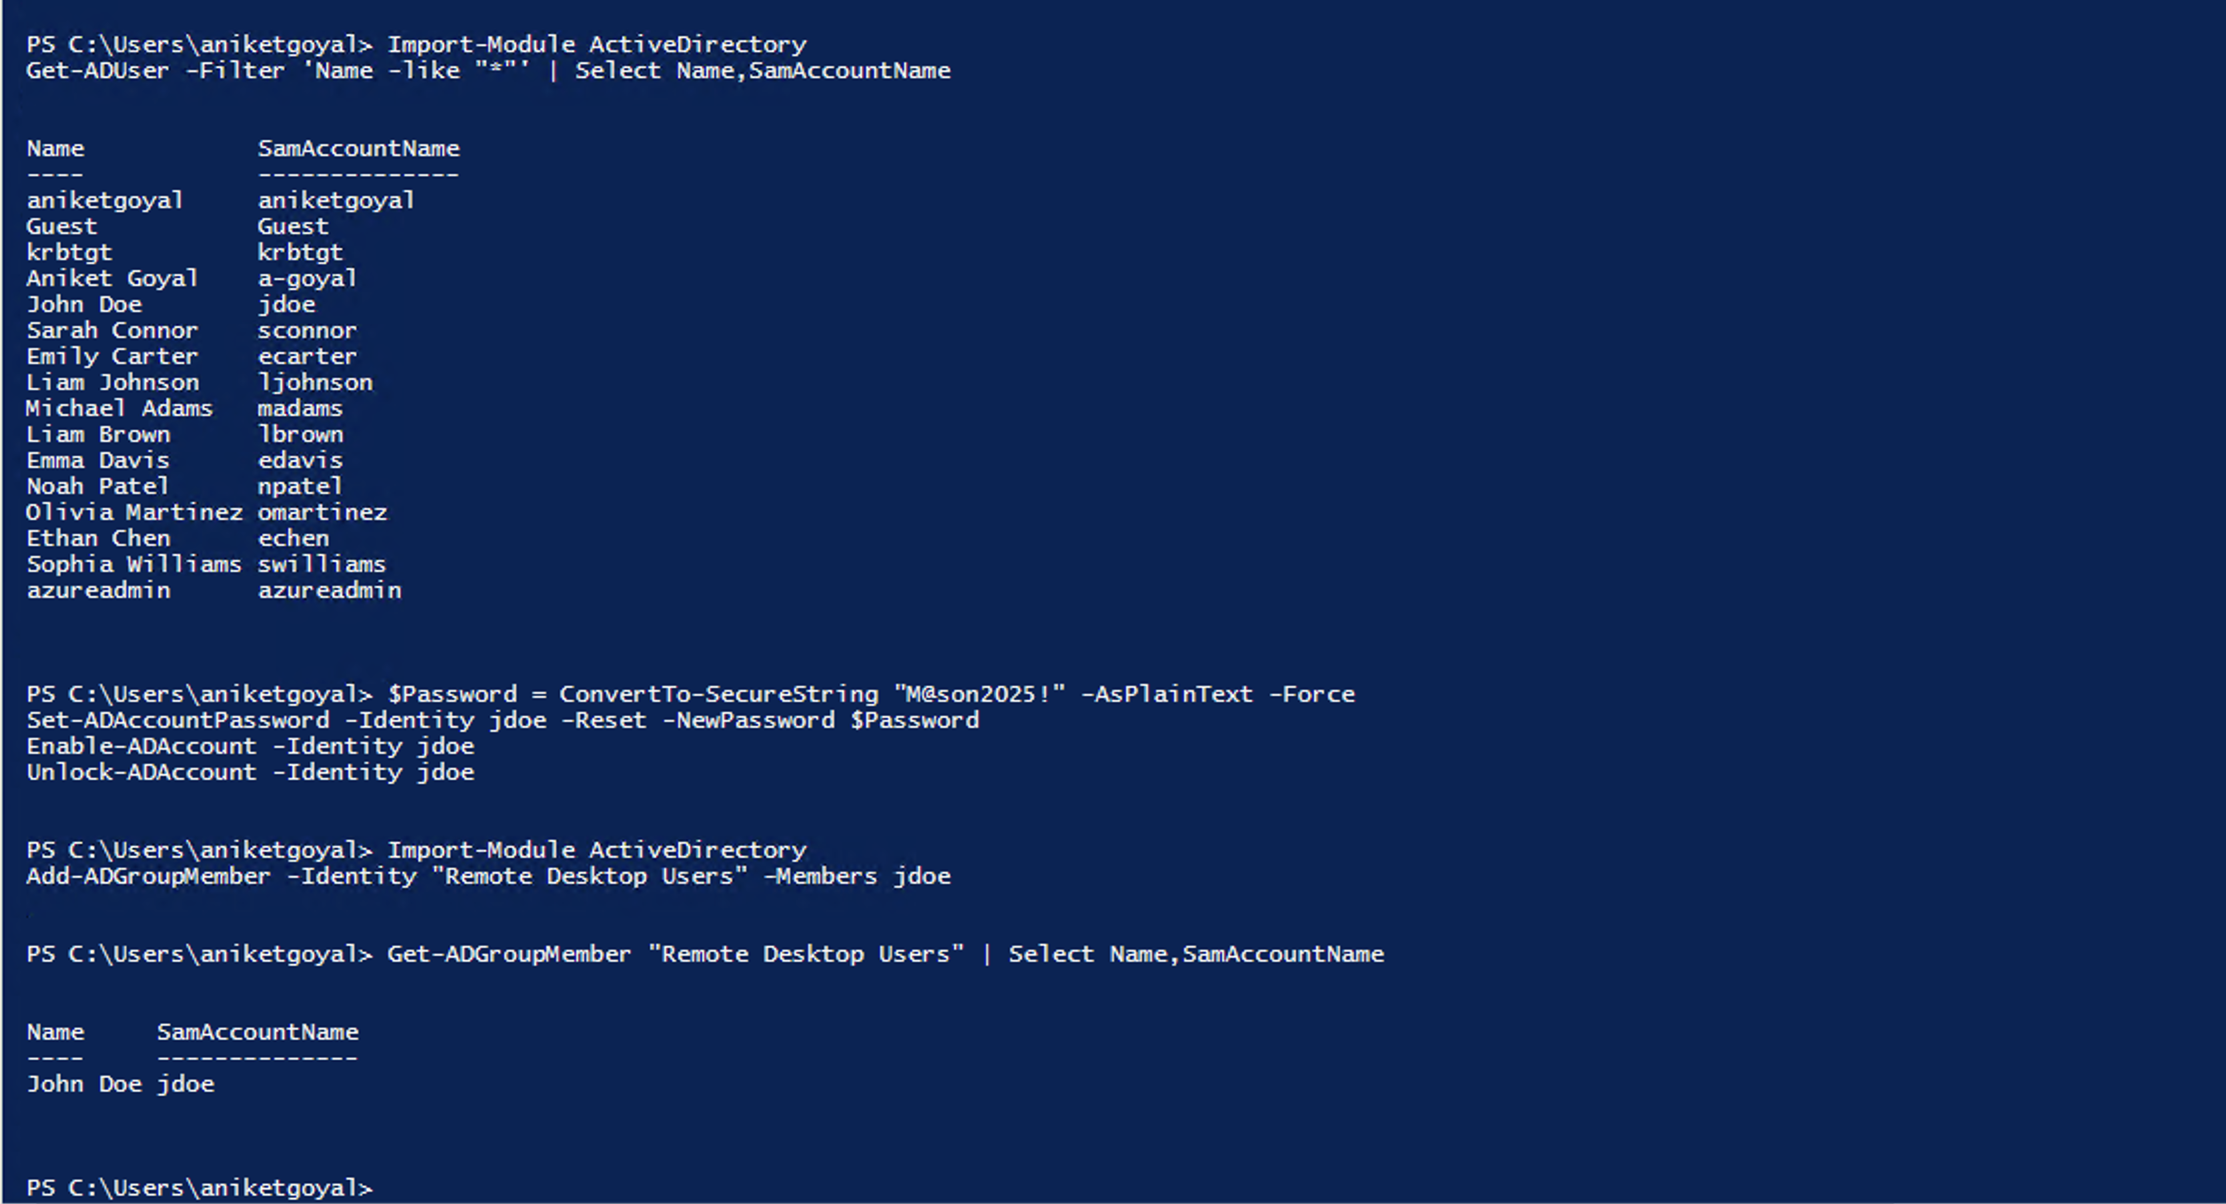 PS C:\Users\aniketgoyal> Import-Module ActiveDirectory
Get-ADUser -Filter 'Name -like "*"' | Select Name,SamAccountName
Name            SamAccountName
----            --------------
aniketgoyal     aniketgoyal
Guest           Guest
krbtgt          krbtgt
Aniket Goyal    a-goyal
John Doe        jdoe
Sarah Connor    sconnor
Emily Carter    ecarter
Liam Johnson    ljohnson
Michael Adams   madams
Liam Brown      lbrown
Emma Davis      edavis
Noah Patel      npatel
Olivia Martinez omartinez
Ethan Chen      echen
Sophia Williams swilliams
azureadmin      azureadmin
PS C:\Users\aniketgoyal> $Password = ConvertTo-SecureString "M@son2025!" -AsPlainText -Force
Set-ADAccountPassword -Identity jdoe -Reset -NewPassword $Password
Enable-ADAccount -Identity jdoe
Unlock-ADAccount -Identity jdoe
PS C:\Users\aniketgoyal> Import-Module ActiveDirectory
Add-ADGroupMember -Identity "Remote Desktop Users" -Members jdoe
PS C:\Users\aniketgoyal> Get-ADGroupMember "Remote Desktop Users" | Select Name,SamAccountName
Name     SamAccountName
----     --------------
John Doe jdoe
PS C:\Users\aniketgoyal>